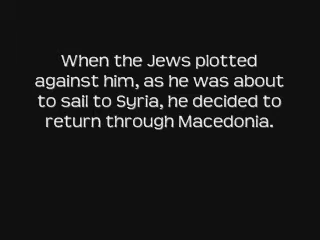 When the Jews plotted
against him, as he was about
to sail to Syria, he decided to
return through Macedonia.